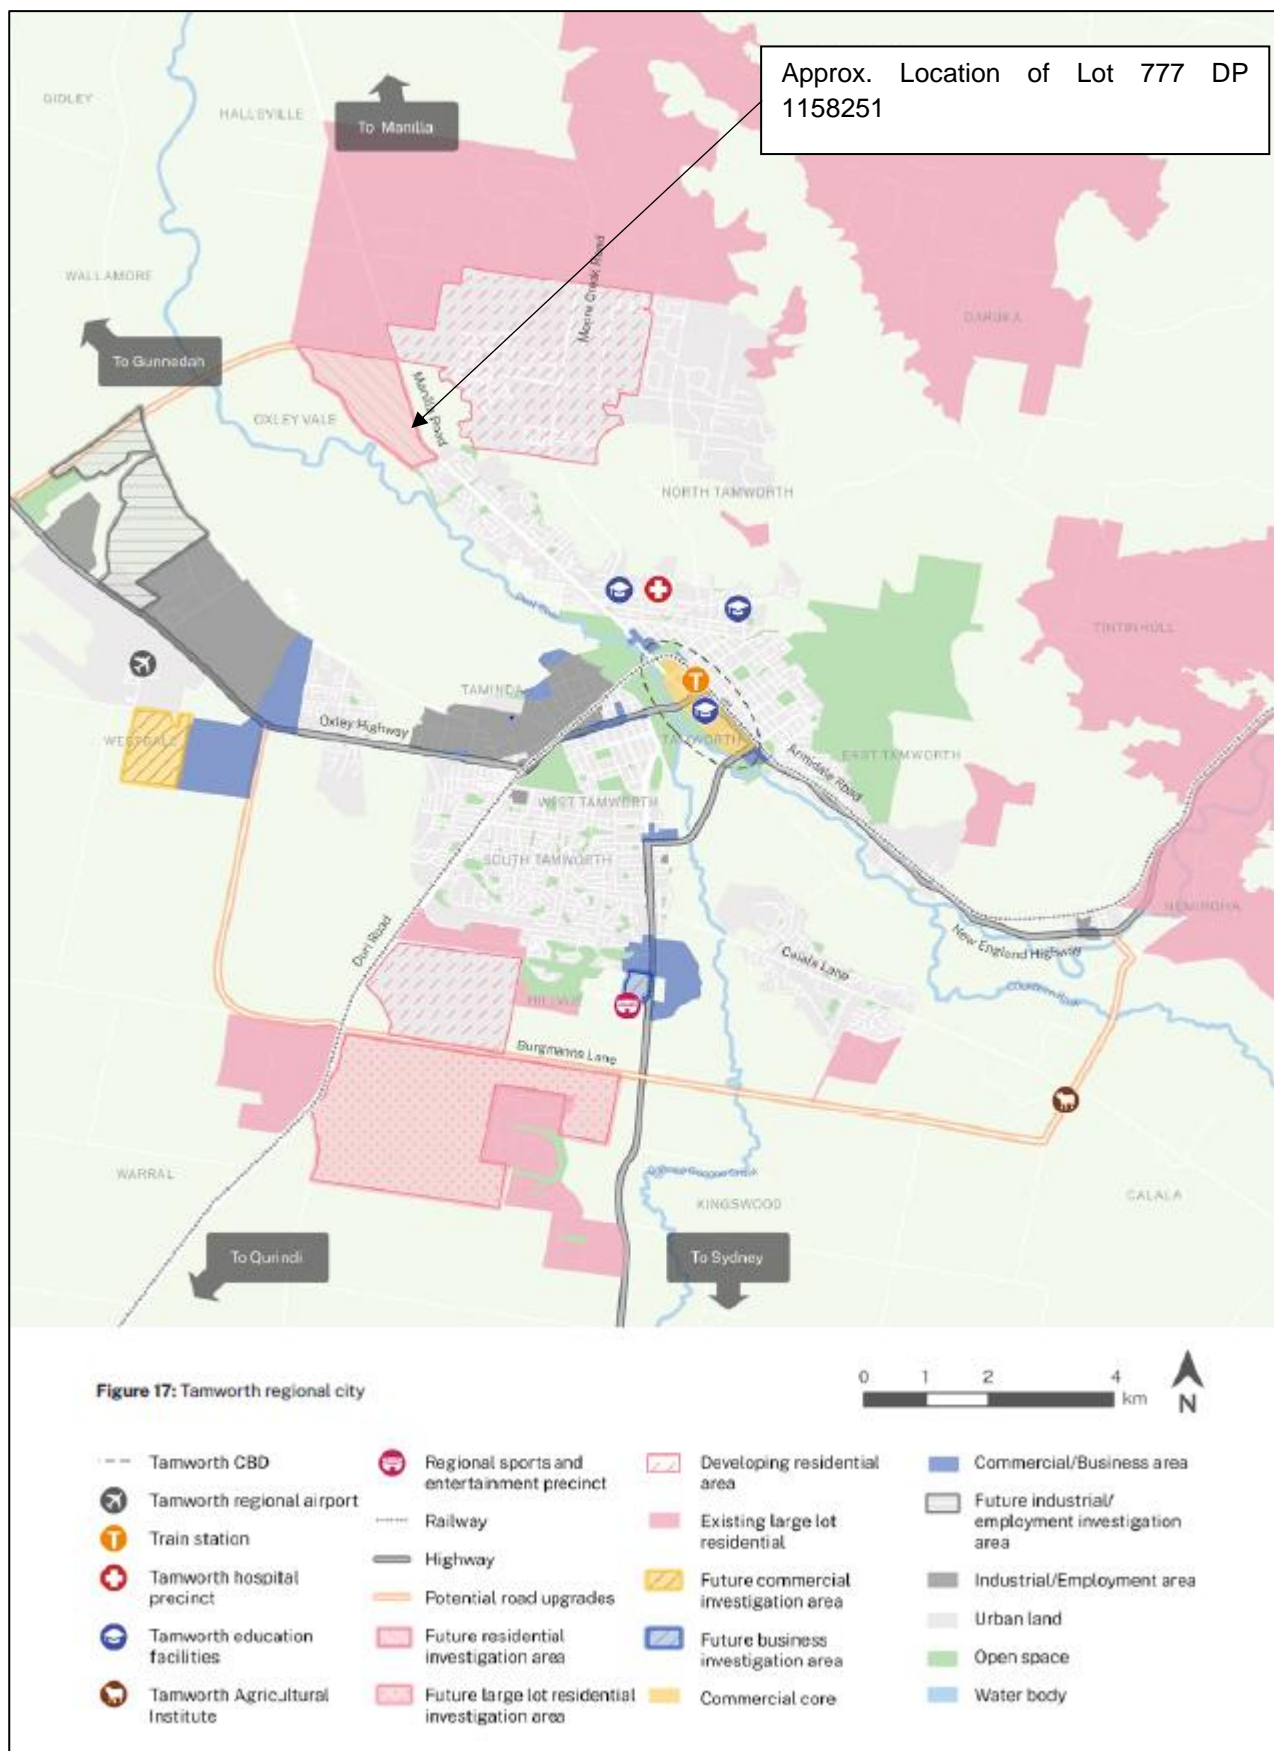 Approx. Location of Lot 777 DP
1158251
GIDLEY
HALLSVILLE
To Manilla
WALLAMORE
Moore Creek Road
DARUKA
To Gunnedah
OXLEY VALE
Manilla Road
NORTH TAMWORTH
TINTINHULL
Peel River
TAMINDA
Oxley Highway
WESTDALE
TAMWORTH
Armidale Road
EAST TAMWORTH
WEST TAMWORTH
SOUTH TAMWORTH
Duri Road
NEMINGHA
New England Highway
Calala Lane
HILLVUE
Burgmanns Lane
WARRAL
KINGSWOOD
CALALA
To Qurindi
To Sydney
Figure 17: Tamworth regional city
0 1 2 4
km
N
Tamworth CBD
Tamworth regional airport
Train station
Tamworth hospital
precinct
Tamworth education
facilities
Tamworth Agricultural
Institute
Regional sports and
entertainment precinct
Railway
Highway
Potential road upgrades
Future residential
investigation area
Future large lot residential
investigation area
Developing residential
area
Existing large lot
residential
Future commercial
investigation area
Future business
investigation area
Commercial core
Commercial/Business area
Future industrial/
employment investigation
area
Industrial/Employment area
Urban land
Open space
Water body